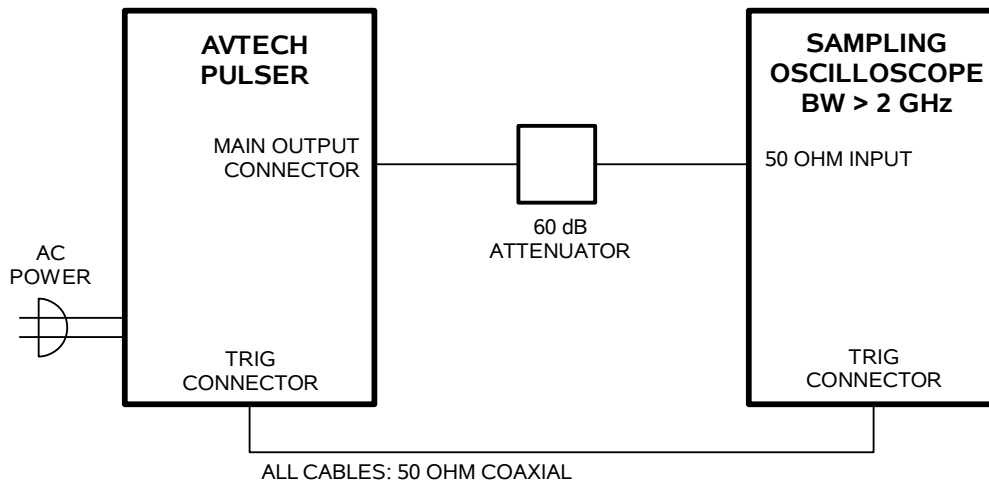 AVTECH
PULSER
MAIN OUTPUT
CONNECTOR
AC
POWER
TRIG
CONNECTOR
60 dB
ATTENUATOR
SAMPLING
OSCILLOSCOPE
BW > 2 GHz
50 OHM INPUT
TRIG
CONNECTOR
ALL CABLES: 50 OHM COAXIAL